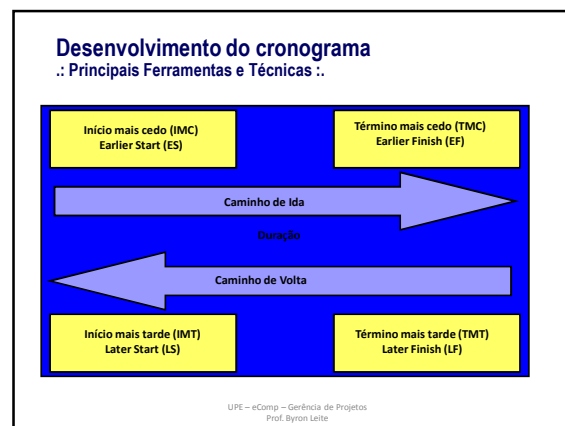 Desenvolvimento do cronograma
.: Principais Ferramentas e Técnicas :.
Início mais cedo (IMC)
Earlier Start (ES)
Término mais cedo (TMC)
Earlier Finish (EF)
Caminho de Ida
Duração
Caminho de Volta
Início mais tarde (IMT)
Later Start (LS)
Término mais tarde (TMT)
Later Finish (LF)
UPE – eComp – Gerência de Projetos
Prof. Byron Leite